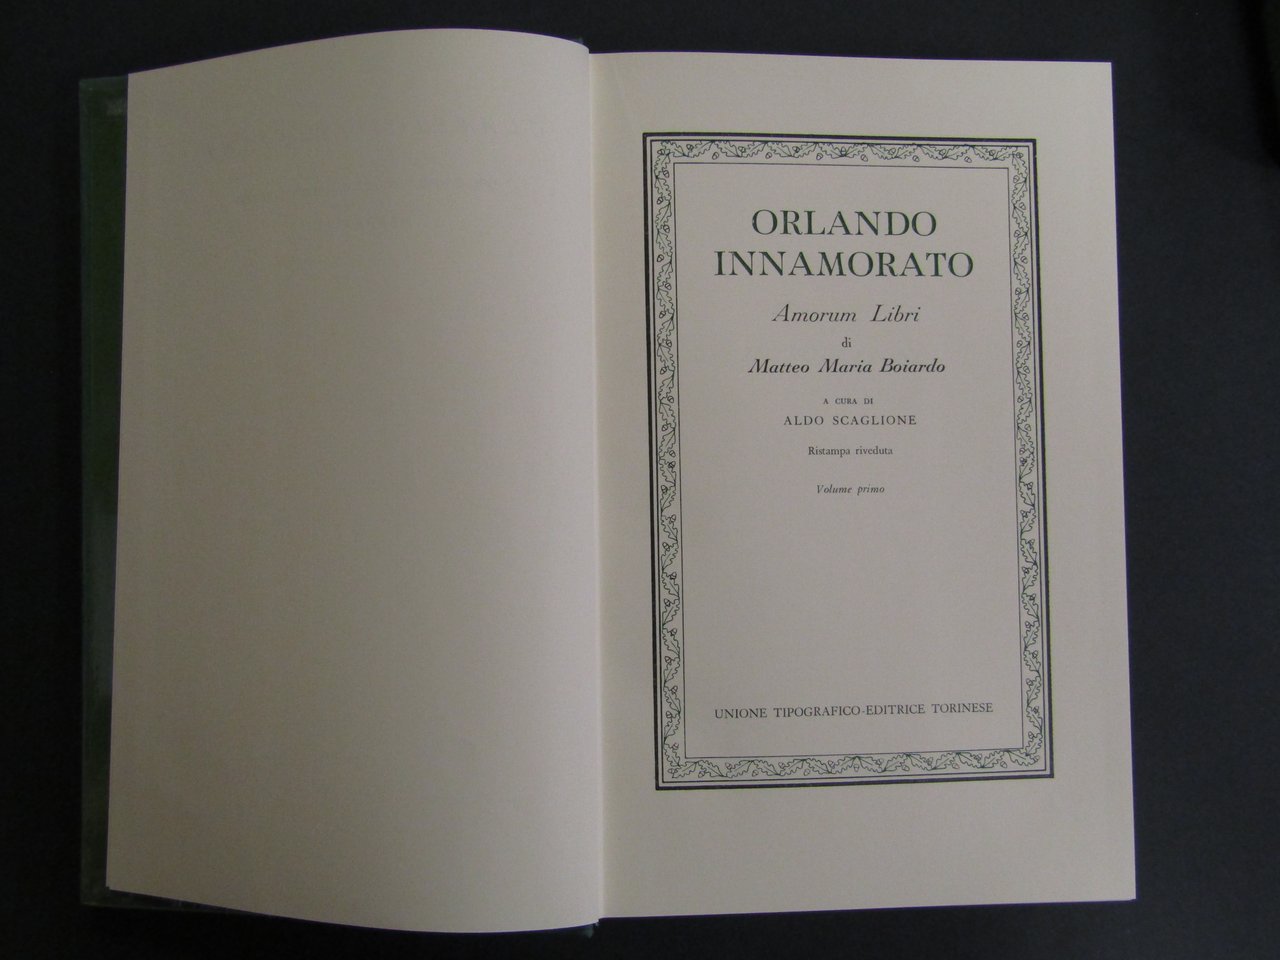 ORLANDO
INNAMORATO
Amorum Libri
di
Matteo Maria Boiardo
A CURA DI
ALDO SCAGLIONE
Ristampa riveduta
Volume primo
UNIONE TIPOGRAFICO-EDITRICE TORINESE